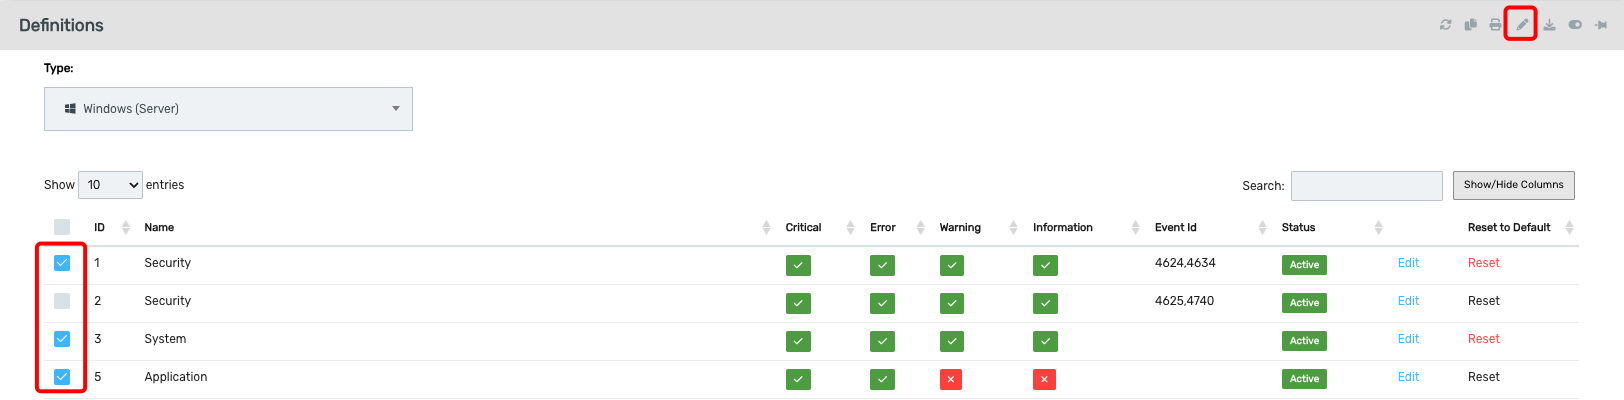 Definitions
Type:
Windows (Server)
Show 10 entries
Search:
Show/Hide Columns
ID Name Critical Error Warning Information Event Id Status Reset to Default
1 Security 4624,4634 Active Edit Reset
2 Security 4625,4740 Active Edit Reset
3 System Active Edit Reset
5 Application Active Edit Reset